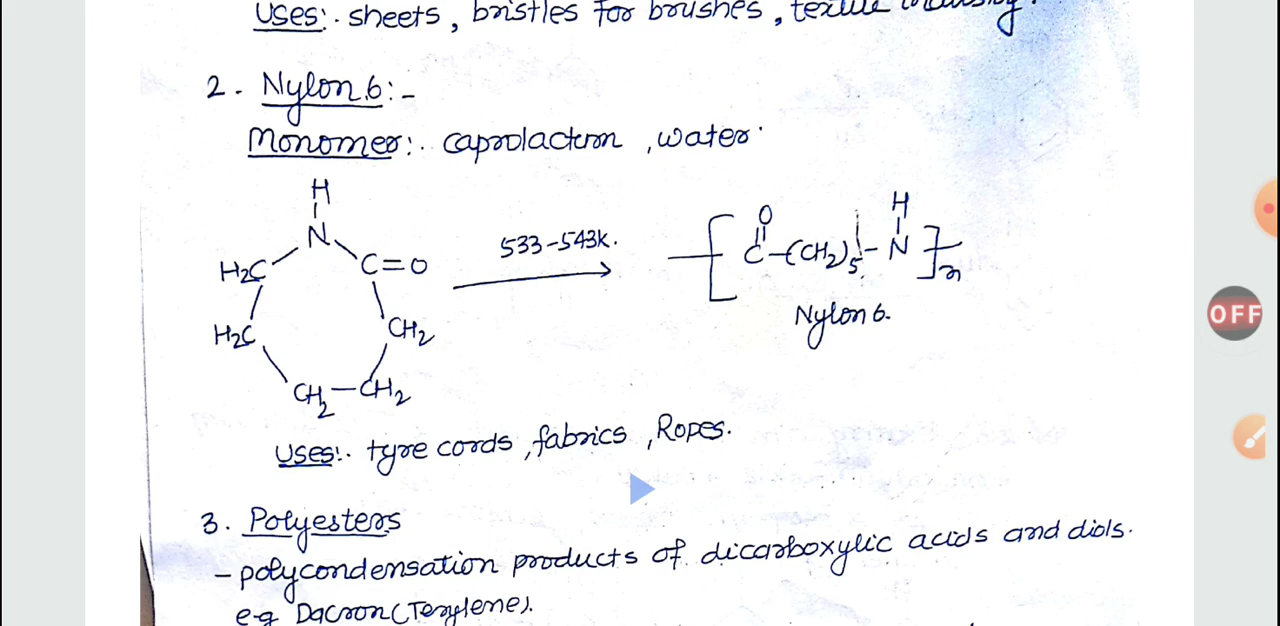 Uses:. sheets, bristles for brushes, textile industry.
2. Nylon 6:-
Monomer:. caprolactum, water.
H
N
H₂C C=O
H₂C CH₂
CH₂-CH₂
533-543K.
O H
[C-(CH₂)5-N]n
Nylon 6.
Uses:. tyre cords, fabrics, Ropes.
3. Polyesters
- polycondensation products of dicarboxylic acids and diols.
e.g Dacron (Terylene).
OFF